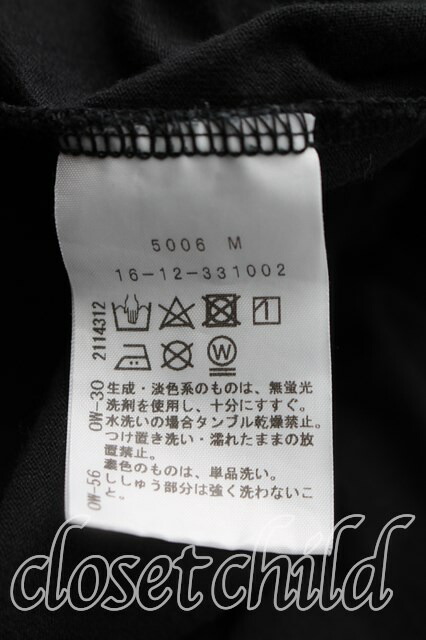 5006 M
16-12-331002
2114312
OW-30
OW-56
生成・淡色系のものは、無蛍光
洗剤を使用し、十分にすすぐ。
水洗いの場合タンブル乾燥禁止。
つけ置き洗い・濡れたままの放
置禁止。
濃色のものは、単品洗い。
ししゅう部分は強く洗わないこ
と。
closet child